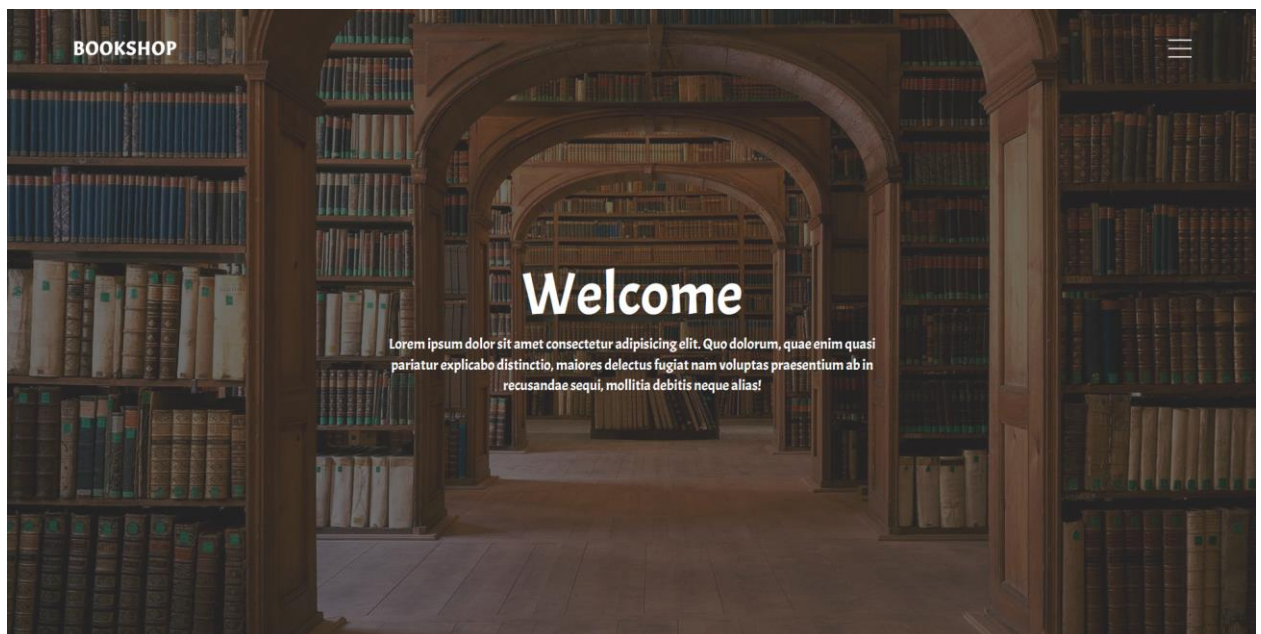 BOOKSHOP
Welcome
Lorem ipsum dolor sit amet consectetur adipisicing elit. Quo dolorum, quae enim quasi
pariatur explicabo distinctio, maiores delectus fugiat nam voluptas praesentium ab in
recusandae sequi, mollitia debitis neque alias!